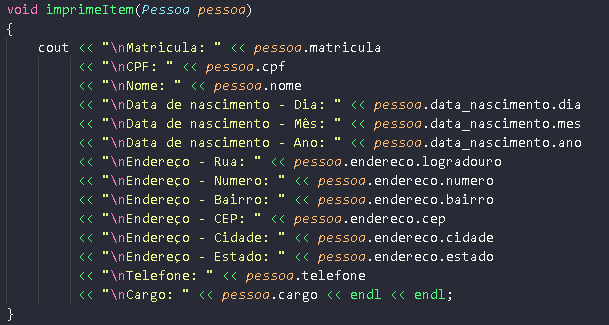 void imprimeItem(Pessoa pessoa)
{
    cout << "\nMatricula: " << pessoa.matricula
         << "\nCPF: " << pessoa.cpf
         << "\nNome: " << pessoa.nome
         << "\nData de nascimento - Dia: " << pessoa.data_nascimento.dia
         << "\nData de nascimento - Mês: " << pessoa.data_nascimento.mes
         << "\nData de nascimento - Ano: " << pessoa.data_nascimento.ano
         << "\nEndereço - Rua: " << pessoa.endereco.logradouro
         << "\nEndereço - Numero: " << pessoa.endereco.numero
         << "\nEndereço - Bairro: " << pessoa.endereco.bairro
         << "\nEndereço - CEP: " << pessoa.endereco.cep
         << "\nEndereço - Cidade: " << pessoa.endereco.cidade
         << "\nEndereço - Estado: " << pessoa.endereco.estado
         << "\nTelefone: " << pessoa.telefone
         << "\nCargo: " << pessoa.cargo << endl << endl;
}